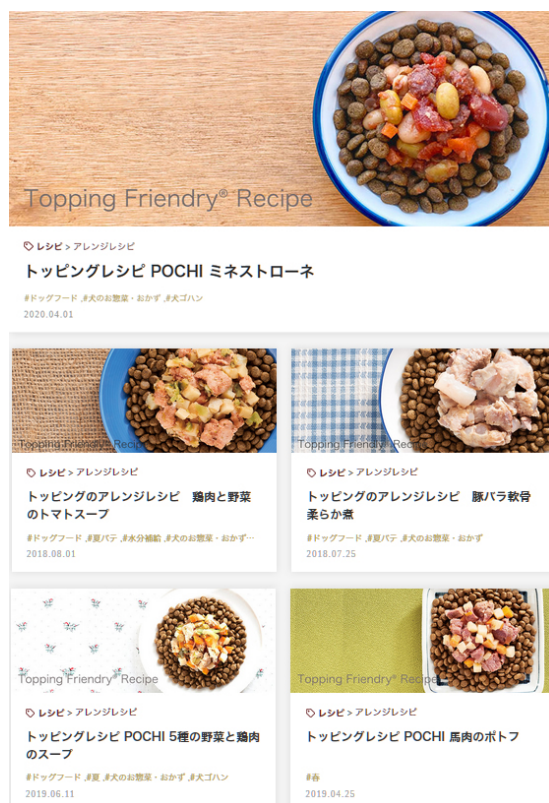 Topping Friendry® Recipe
レシピ > アレンジレシピ
トッピングレシピ POCHI ミネストローネ
#ドッグフード ,#犬のお惣菜・おかず ,#犬ゴハン
2020.04.01
Topping Friendry® Recipe
レシピ > アレンジレシピ
トッピングのアレンジレシピ　鶏肉と野菜
のトマトスープ
#ドッグフード ,#夏バテ ,#水分補給 ,#犬のお惣菜・おかず…
2018.08.01
Topping Friendry® Recipe
レシピ > アレンジレシピ
トッピングのアレンジレシピ　豚バラ軟骨
柔らか煮
#ドッグフード ,#夏バテ ,#犬のお惣菜・おかず
2018.07.25
Topping Friendry® Recipe
レシピ > アレンジレシピ
トッピングレシピ POCHI 5種の野菜と鶏肉
のスープ
#ドッグフード ,#夏 ,#犬のお惣菜・おかず ,#犬ゴハン
2019.06.11
Topping Friendry® Recipe
レシピ > アレンジレシピ
トッピングレシピ POCHI 馬肉のポトフ
#春
2019.04.25